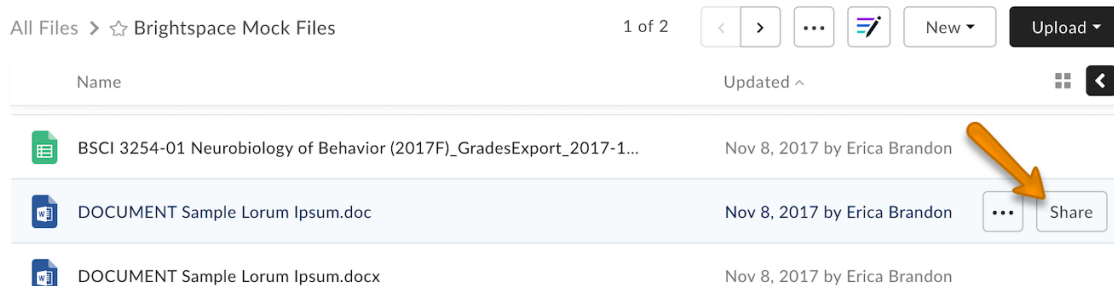 All Files > Brightspace Mock Files 1 of 2 New Upload
Name Updated
BSCI 3254-01 Neurobiology of Behavior (2017F)_GradesExport_2017-1... Nov 8, 2017 by Erica Brandon
DOCUMENT Sample Lorum Ipsum.doc Nov 8, 2017 by Erica Brandon ... Share
DOCUMENT Sample Lorum Ipsum.docx Nov 8, 2017 by Erica Brandon